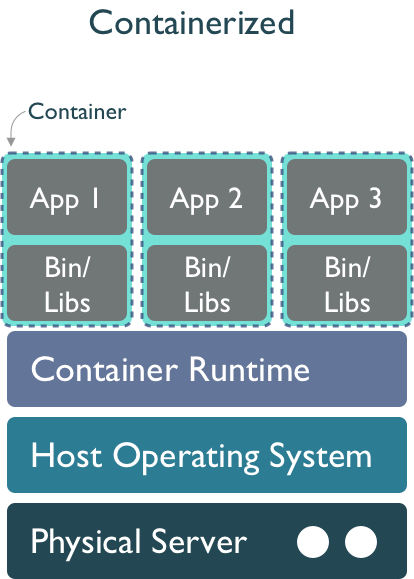 Containerized
Container
App 1
App 2
App 3
Bin/
Libs
Bin/
Libs
Bin/
Libs
Container Runtime
Host Operating System
Physical Server